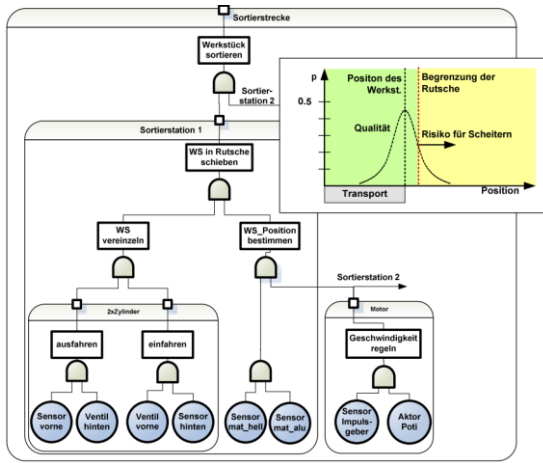 Sortierstrecke
Werkstück
sortieren
Sortier-
station 2
p
0.5
Positon des
Werkst.
Begrenzung der
Rutsche
Qualität
Risiko für Scheitern
Position
Transport
Sortierstation 1
WS in Rutsche
schieben
WS
vereinzeln
WS_Position
bestimmen
Sortierstation 2
2xZylinder
Motor
ausfahren
einfahren
Geschwindigkeit
regeln
Sensor
vorne
Ventil
hinten
Ventil
vorne
Sensor
hinten
Sensor
mat_hell
Sensor
mat_alu
Sensor
Impuls-
geber
Aktor
Poti